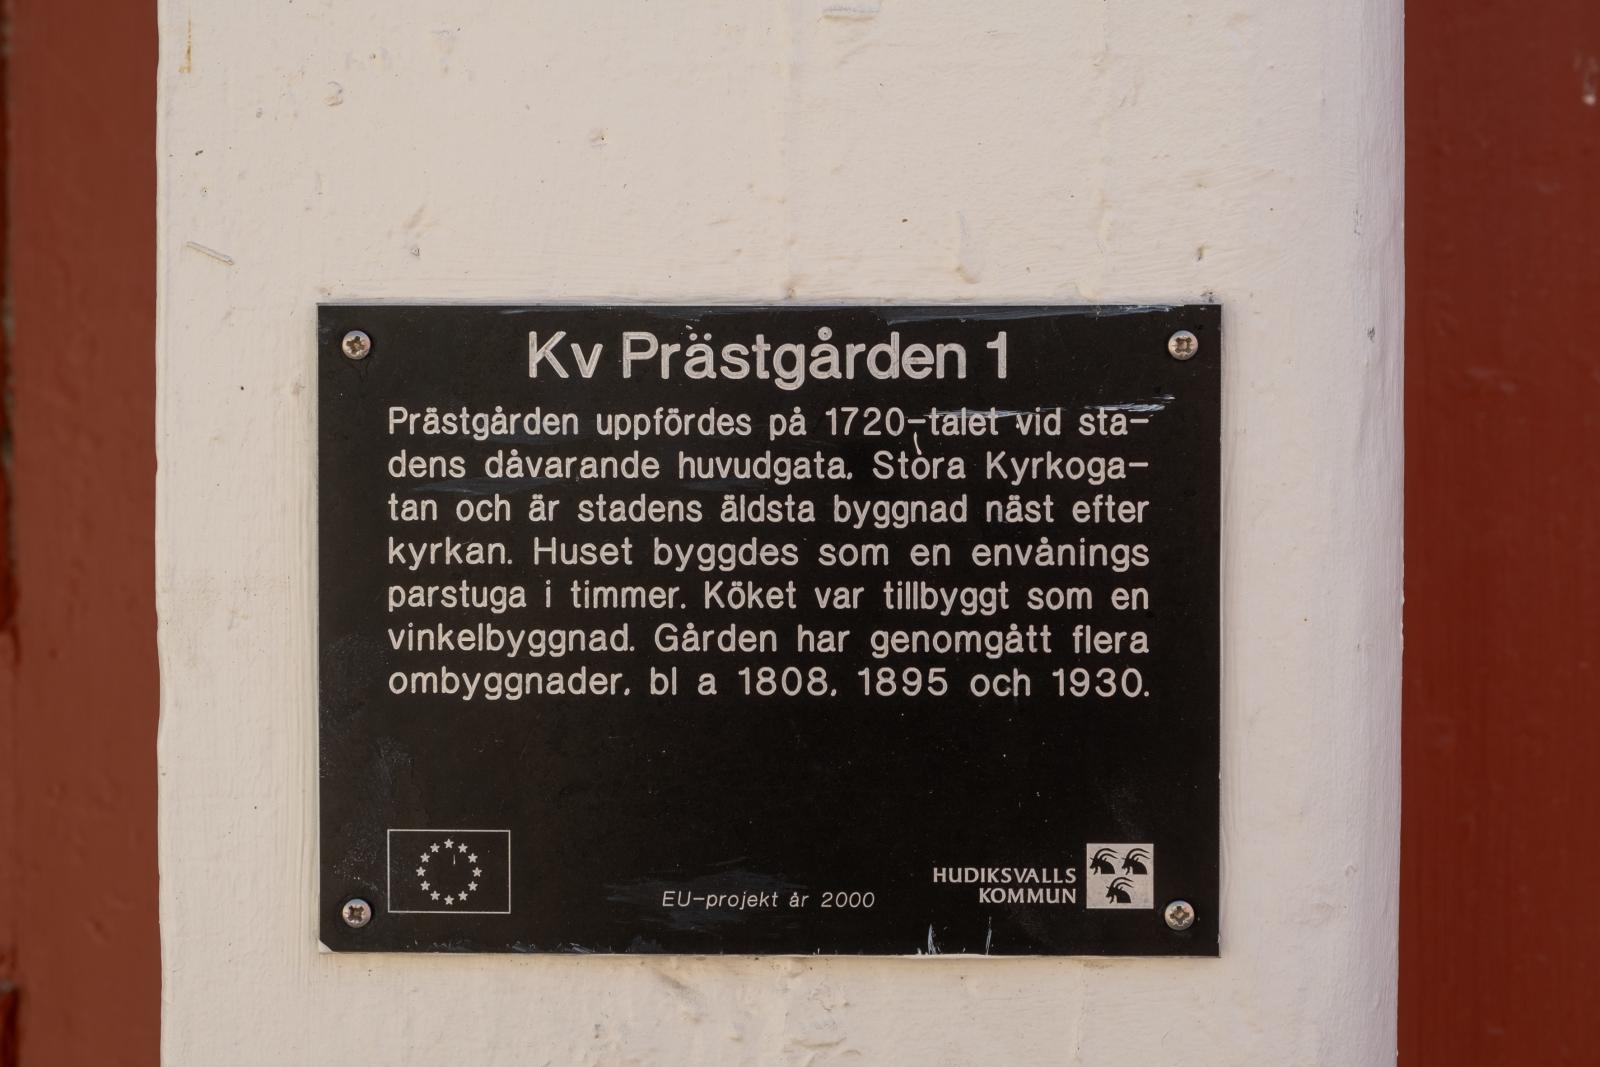 Kv Prästgården 1
Prästgården uppfördes på 1720-talet vid sta-
dens dåvarande huvudgata, Stora Kyrkoga-
tan och är stadens äldsta byggnad näst efter
kyrkan. Huset byggdes som en envånings
parstuga i timmer. Köket var tillbyggt som en
vinkelbyggnad. Gården har genomgått flera
ombyggnader, bl a 1808, 1895 och 1930.
EU-projekt år 2000
HUDIKSVALLS
KOMMUN